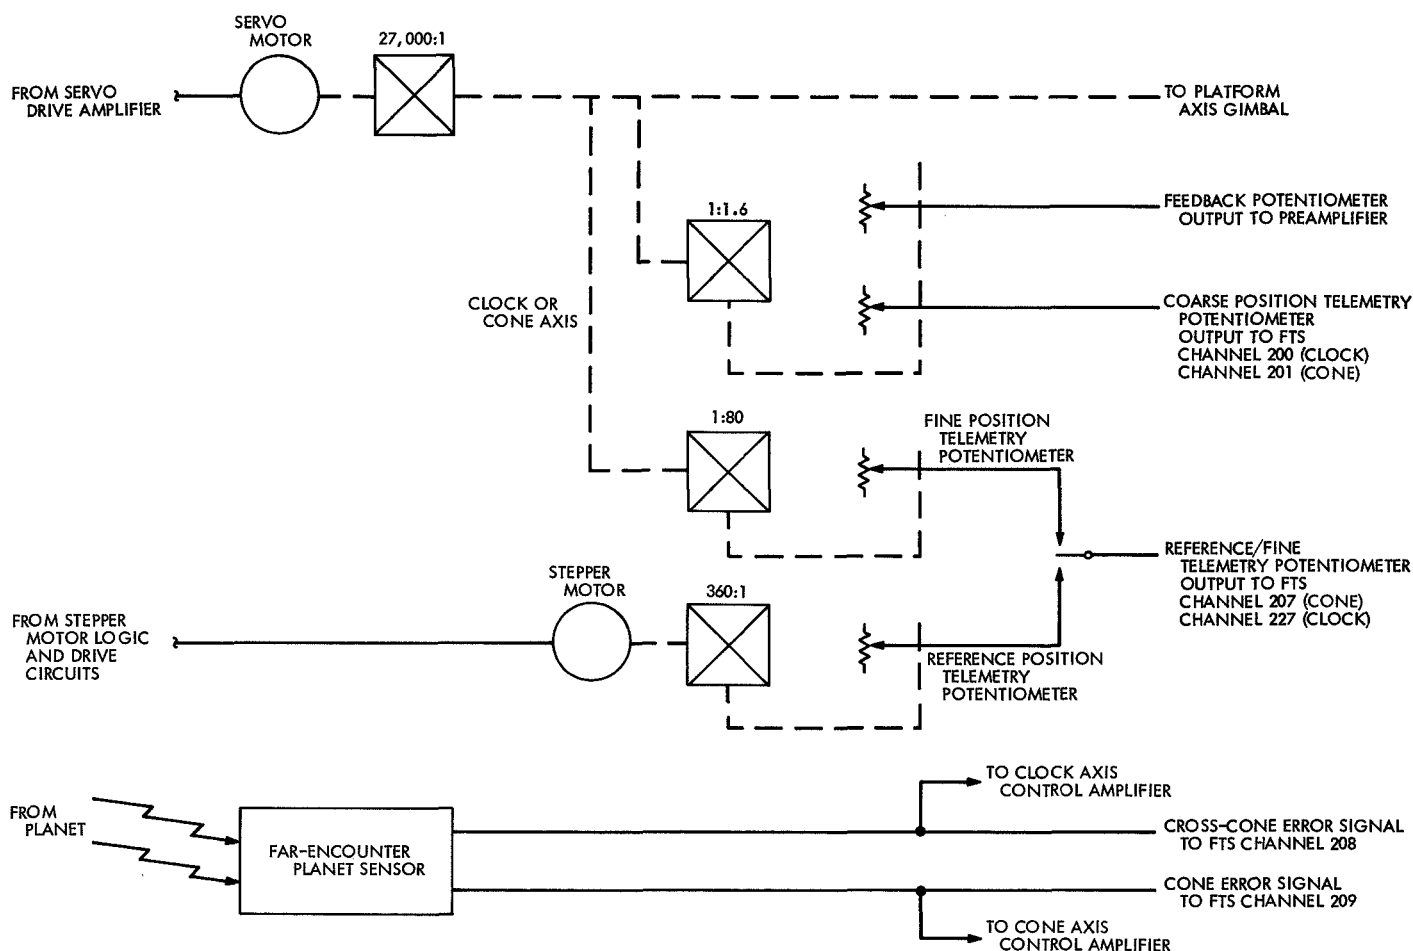 SERVO
MOTOR
27,000:1
FROM SERVO
DRIVE AMPLIFIER
TO PLATFORM
AXIS GIMBAL
1:1.6
FEEDBACK POTENTIOMETER
OUTPUT TO PREAMPLIFIER
CLOCK OR
CONE AXIS
COARSE POSITION TELEMETRY
POTENTIOMETER
OUTPUT TO FTS
CHANNEL 200 (CLOCK)
CHANNEL 201 (CONE)
1:80
FINE POSITION
TELEMETRY
POTENTIOMETER
REFERENCE/FINE
TELEMETRY POTENTIOMETER
OUTPUT TO FTS
CHANNEL 207 (CONE)
CHANNEL 227 (CLOCK)
STEPPER
MOTOR
360:1
FROM STEPPER
MOTOR LOGIC
AND DRIVE
CIRCUITS
REFERENCE POSITION
TELEMETRY
POTENTIOMETER
FROM
PLANET
FAR-ENCOUNTER
PLANET SENSOR
TO CLOCK AXIS
CONTROL AMPLIFIER
CROSS-CONE ERROR SIGNAL
TO FTS CHANNEL 208
CONE ERROR SIGNAL
TO FTS CHANNEL 209
TO CONE AXIS
CONTROL AMPLIFIER